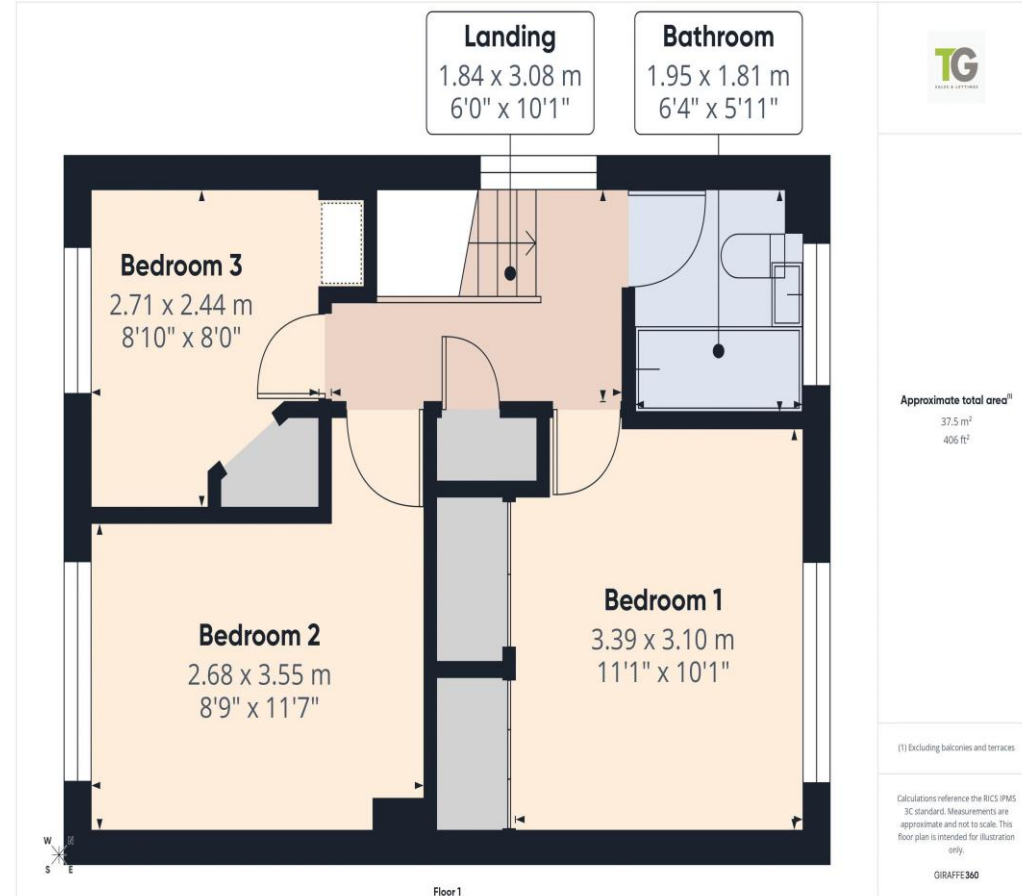 Landing
1.84 x 3.08 m
6'0" x 10'1"
Bathroom
1.95 x 1.81 m
6'4" x 5'11"
Bedroom 3
2.71 x 2.44 m
8'10" x 8'0"
Bedroom 2
2.68 x 3.55 m
8'9" x 11'7"
Bedroom 1
3.39 x 3.10 m
11'1" x 10'1"
W N
S E
Floor 1
TG
SALES & LETTINGS
Approximate total area(1)
37.5 m²
406 ft²
(1) Excluding balconies and terraces
Calculations reference the RICS IPMS
3C standard. Measurements are
approximate and not to scale. This
floor plan is intended for illustration
only.
GIRAFFE360